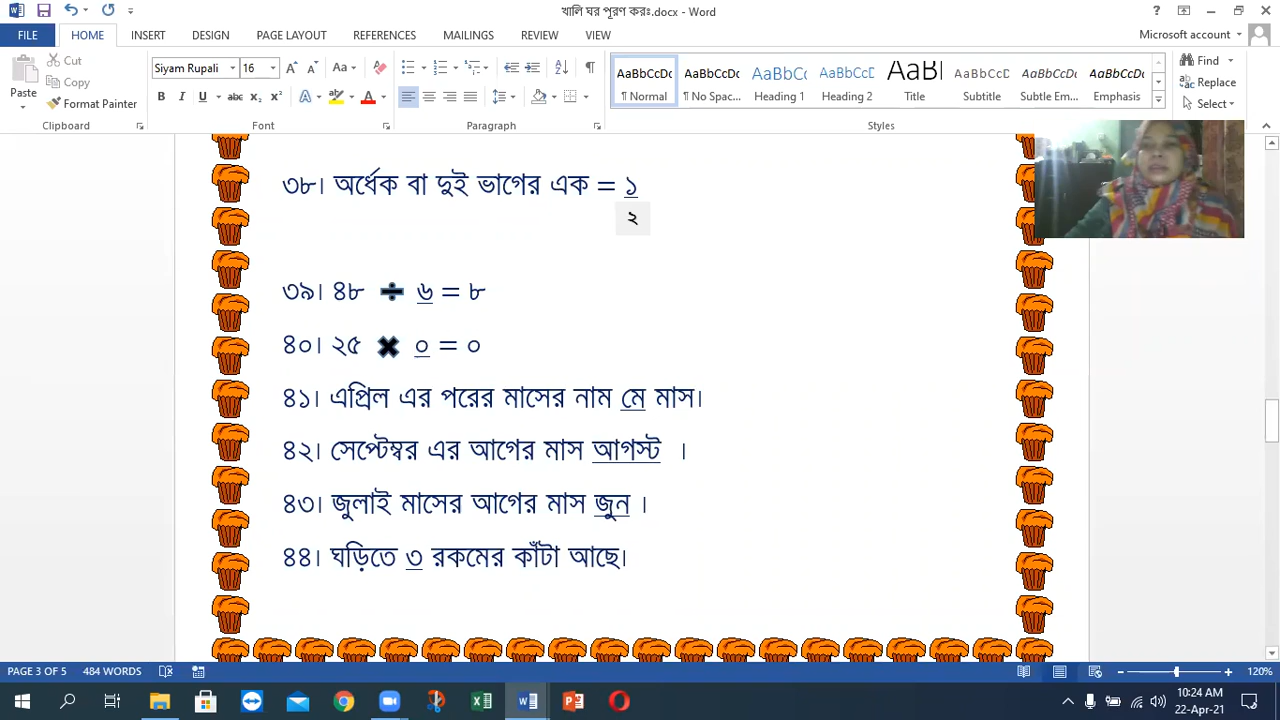 খালি ঘর পূরণ করঃ.docx - Word
FILE HOME INSERT DESIGN PAGE LAYOUT REFERENCES MAILINGS REVIEW VIEW Microsoft account
Cut
Copy
Format Painter
Paste
Clipboard
Siyam Rupali 16
Font
Paragraph
AaBbCcDc AaBbCcDc AaBbCc AaBbCcC AaBl AaBbCcD AaBbCcDc AaBbCcDc
¶ Normal ¶ No Spac... Heading 1 Heading 2 Title Subtitle Subtle Em... Emphasis
Styles
Find
Replace
Select
৩৮। অর্ধেক বা দুই ভাগের এক = ১
২
৩৯। ৪৮ ÷ ৬ = ৮
৪০। ২৫ ✖ ০ = ০
৪১। এপ্রিল এর পরের মাসের নাম মে মাস।
৪২। সেপ্টেম্বর এর আগের মাস আগস্ট ।
৪৩। জুলাই মাসের আগের মাস জুন ।
৪৪। ঘড়িতে ৩ রকমের কাঁটা আছে।
PAGE 3 OF 5 484 WORDS 120%
10:24 AM
22-Apr-21